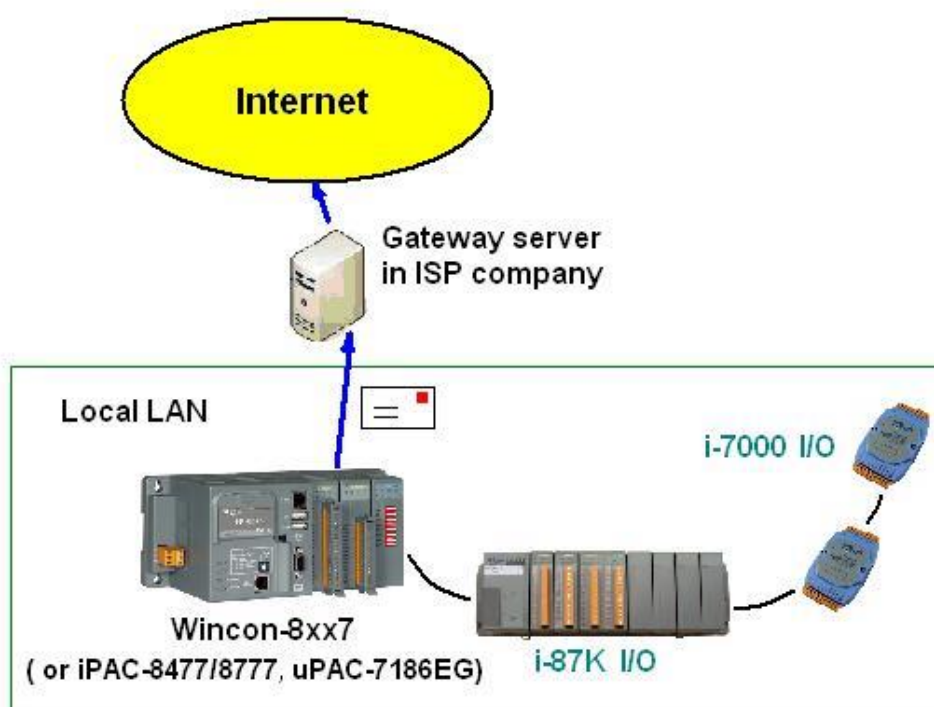 Internet
Gateway server
in ISP company
Local LAN
i-7000 I/O
Wincon-8xx7
( or iPAC-8477/8777, uPAC-7186EG)
i-87K I/O